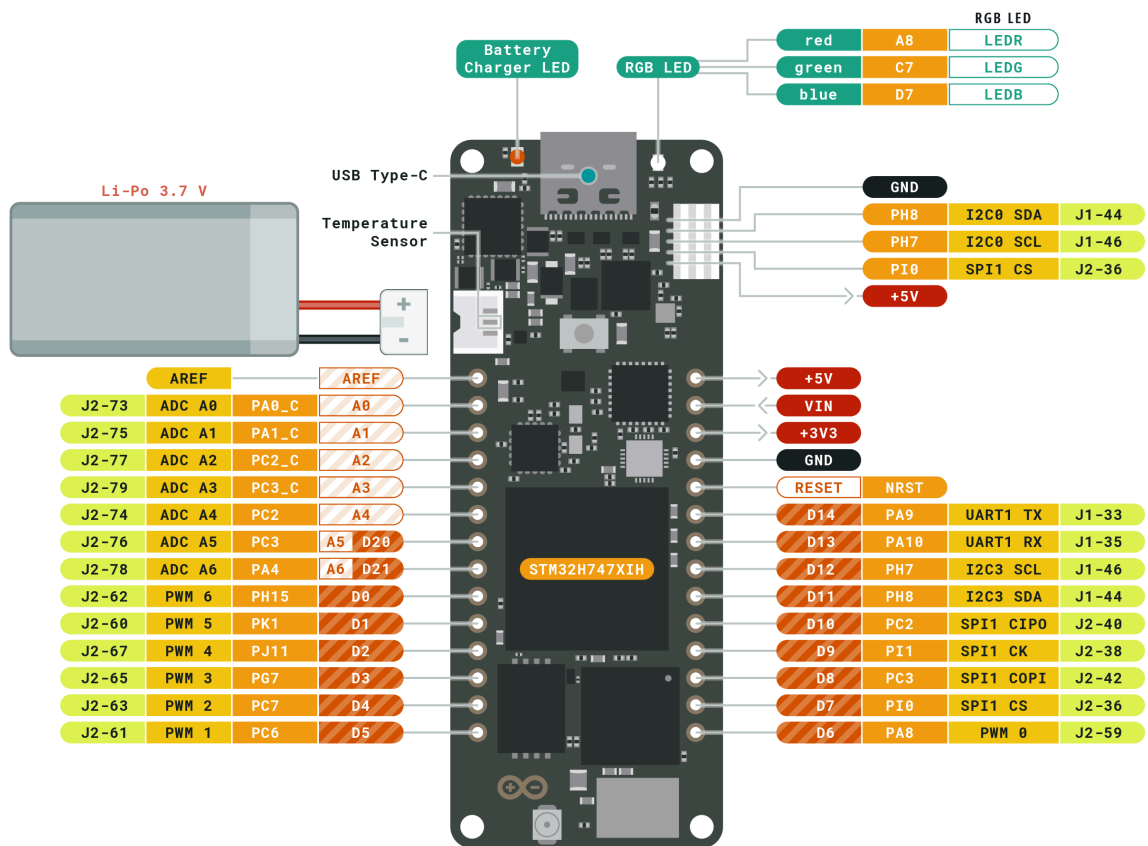 RGB LED
red A8 LEDR
green C7 LEDG
blue D7 LEDB
Battery
Charger LED
RGB LED
USB Type-C
Temperature
Sensor
Li-Po 3.7 V
+
-
GND
PH8 I2C0 SDA J1-44
PH7 I2C0 SCL J1-46
PI0 SPI1 CS J2-36
+5V
AREF AREF
J2-73 ADC A0 PA0_C A0
J2-75 ADC A1 PA1_C A1
J2-77 ADC A2 PC2_C A2
J2-79 ADC A3 PC3_C A3
J2-74 ADC A4 PC2 A4
J2-76 ADC A5 PC3 A5 D20
J2-78 ADC A6 PA4 A6 D21
J2-62 PWM 6 PH15 D0
J2-60 PWM 5 PK1 D1
J2-67 PWM 4 PJ11 D2
J2-65 PWM 3 PG7 D3
J2-63 PWM 2 PC7 D4
J2-61 PWM 1 PC6 D5
STM32H747XIH
+5V
VIN
+3V3
GND
RESET NRST
D14 PA9 UART1 TX J1-33
D13 PA10 UART1 RX J1-35
D12 PH7 I2C3 SCL J1-46
D11 PH8 I2C3 SDA J1-44
D10 PC2 SPI1 CIPO J2-40
D9 PI1 SPI1 CK J2-38
D8 PC3 SPI1 COPI J2-42
D7 PI0 SPI1 CS J2-36
D6 PA8 PWM 0 J2-59